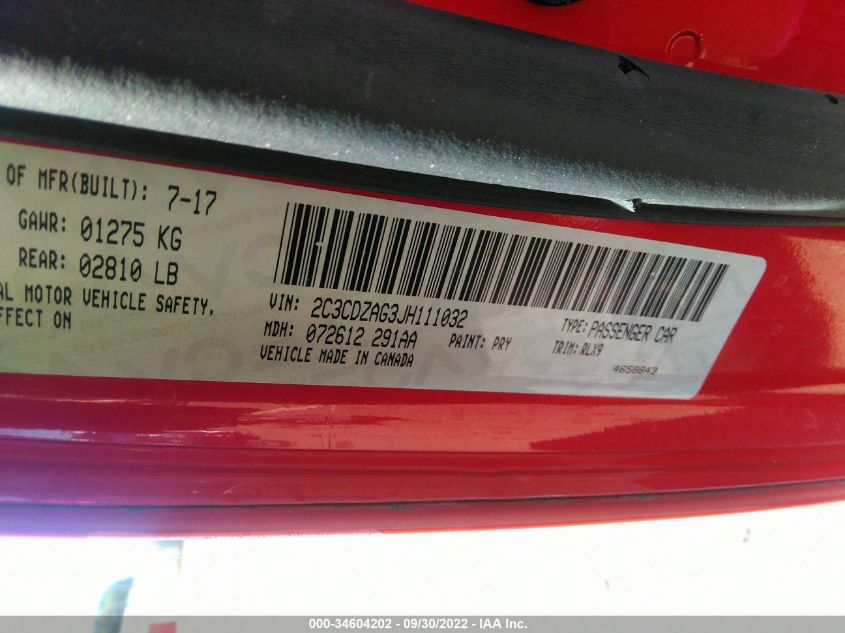 OF MFR(BUILT): 7-17
GAWR: 01275 KG
REAR: 02810 LB
AL MOTOR VEHICLE SAFETY,
EFFECT ON
VIN: 2C3CDZAG3JH111032
TYPE: PASSENGER CAR
MDH: 072612 291AA
PAINT: PRY
TRIM: RLX9
VEHICLE MADE IN CANADA
4658843
000-34604202 - 09/30/2022 - IAA Inc.